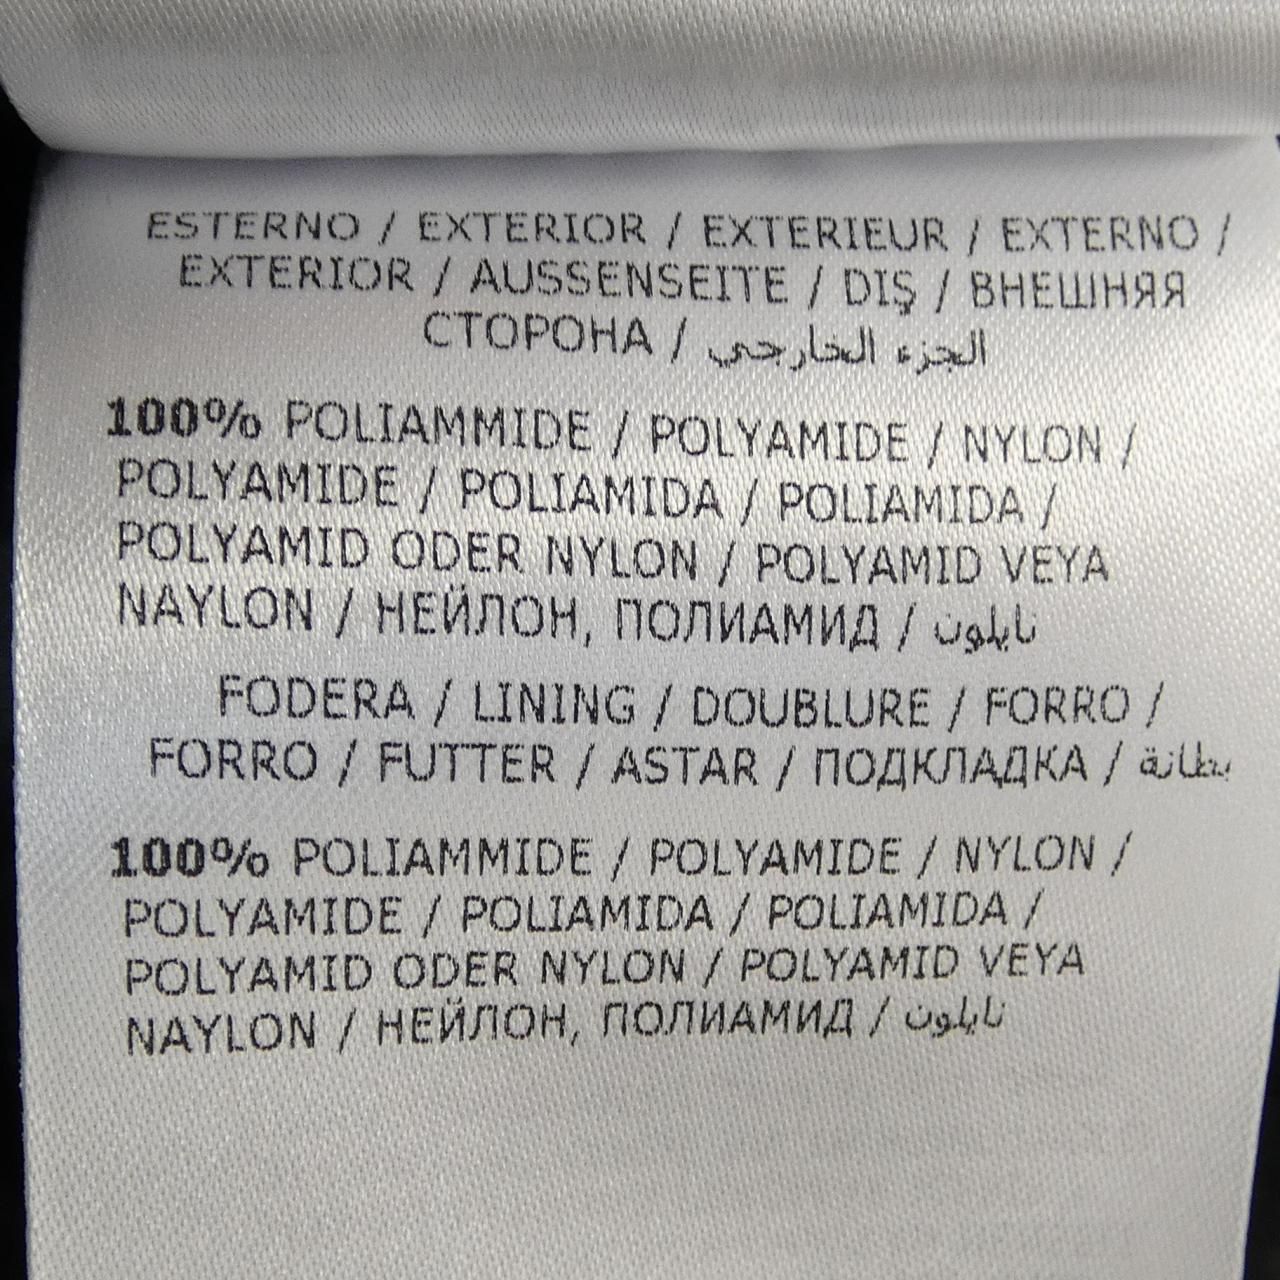 ESTERNO / EXTERIOR / EXTERIEUR / EXTERNO /
EXTERIOR / AUSSENSEITE / DIŞ / ВНЕШНЯЯ
СТОРОНА / الجزء الخارجي
100% POLIAMMIDE / POLYAMIDE / NYLON /
POLYAMIDE / POLIAMIDA / POLIAMIDA /
POLYAMID ODER NYLON / POLYAMID VEYA
NAYLON / НЕЙЛОН, ПОЛИАМИД / نايلون
FODERA / LINING / DOUBLURE / FORRO /
FORRO / FUTTER / ASTAR / ПОДКЛАДКА / بطانة
100% POLIAMMIDE / POLYAMIDE / NYLON /
POLYAMIDE / POLIAMIDA / POLIAMIDA /
POLYAMID ODER NYLON / POLYAMID VEYA
NAYLON / НЕЙЛОН, ПОЛИАМИД / نايلون